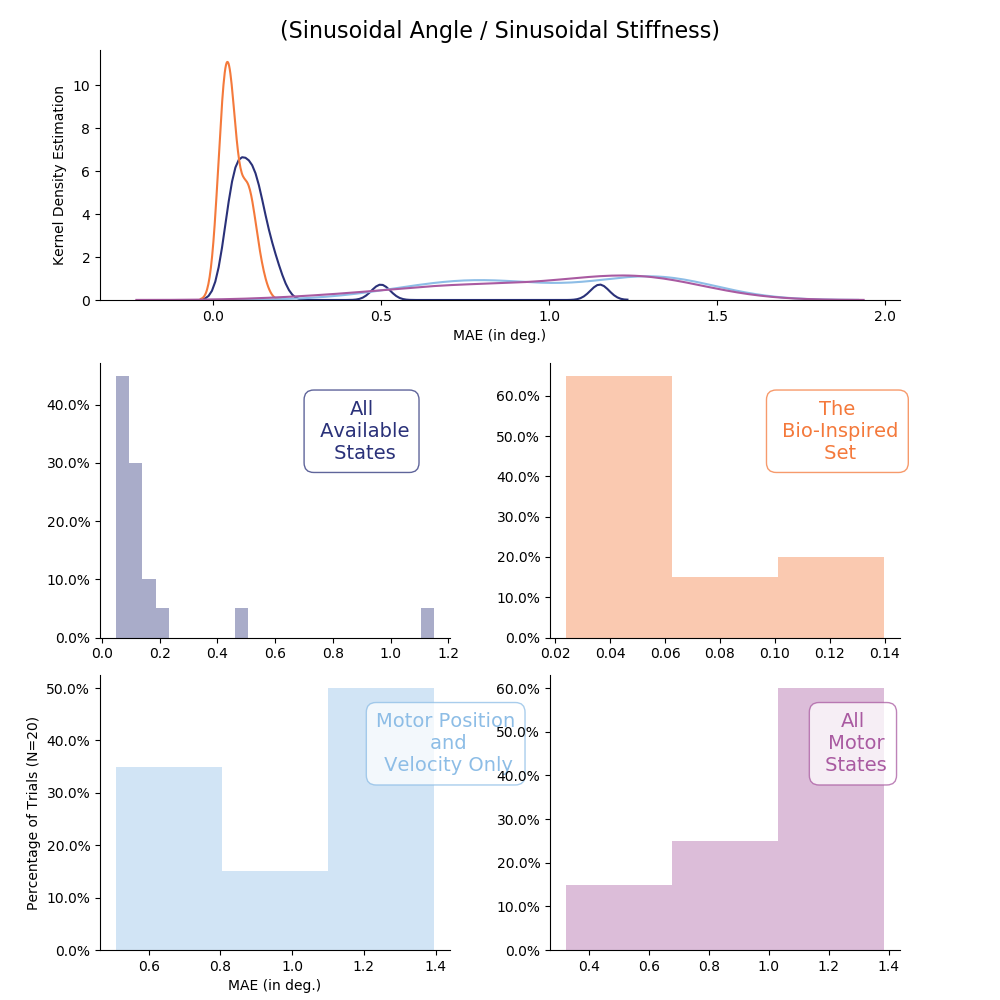 (Sinusoidal Angle / Sinusoidal Stiffness)
Kernel Density Estimation
10
8
6
4
2
0
0.0 0.5 1.0 1.5 2.0
MAE (in deg.)
All
Available
States
40.0%
30.0%
20.0%
10.0%
0.0%
0.0 0.2 0.4 0.6 0.8 1.0 1.2
The
Bio-Inspired
Set
60.0%
50.0%
40.0%
30.0%
20.0%
10.0%
0.0%
0.02 0.04 0.06 0.08 0.10 0.12 0.14
Motor Position
and
Velocity Only
Percentage of Trials (N=20)
50.0%
40.0%
30.0%
20.0%
10.0%
0.0%
0.6 0.8 1.0 1.2 1.4
MAE (in deg.)
All
Motor
States
60.0%
50.0%
40.0%
30.0%
20.0%
10.0%
0.0%
0.4 0.6 0.8 1.0 1.2 1.4